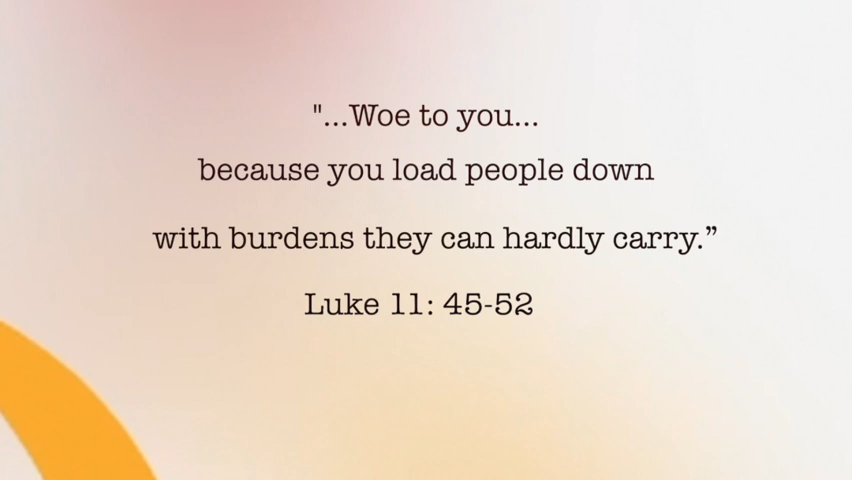 "...Woe to you...
because you load people down
with burdens they can hardly carry.”
Luke 11: 45-52